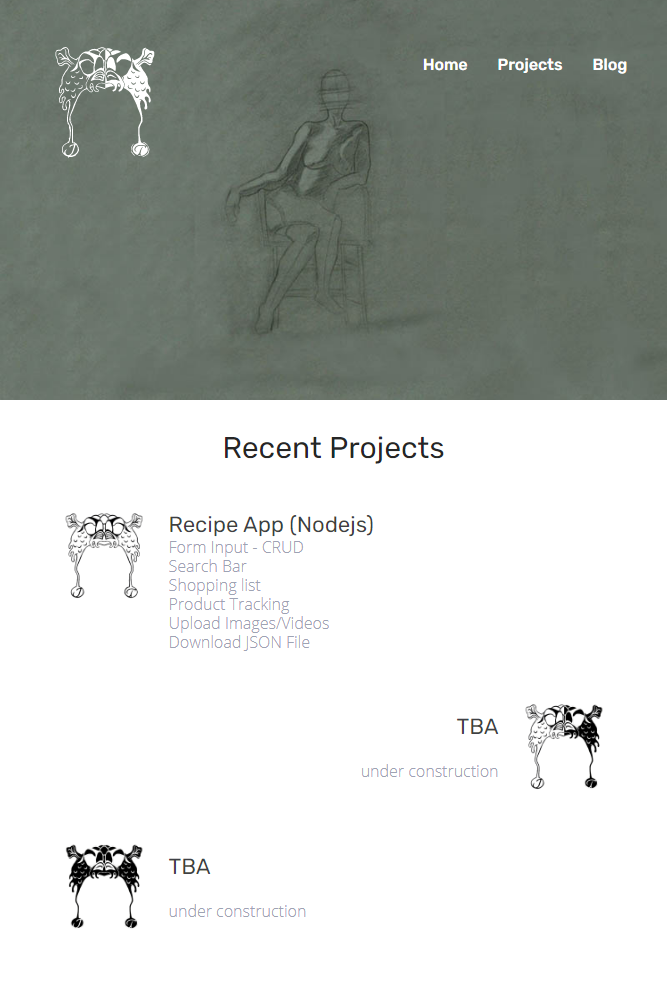 Home Projects Blog
Recent Projects
Recipe App (Nodejs)
Form Input - CRUD
Search Bar
Shopping list
Product Tracking
Upload Images/Videos
Download JSON File
TBA
under construction
TBA
under construction